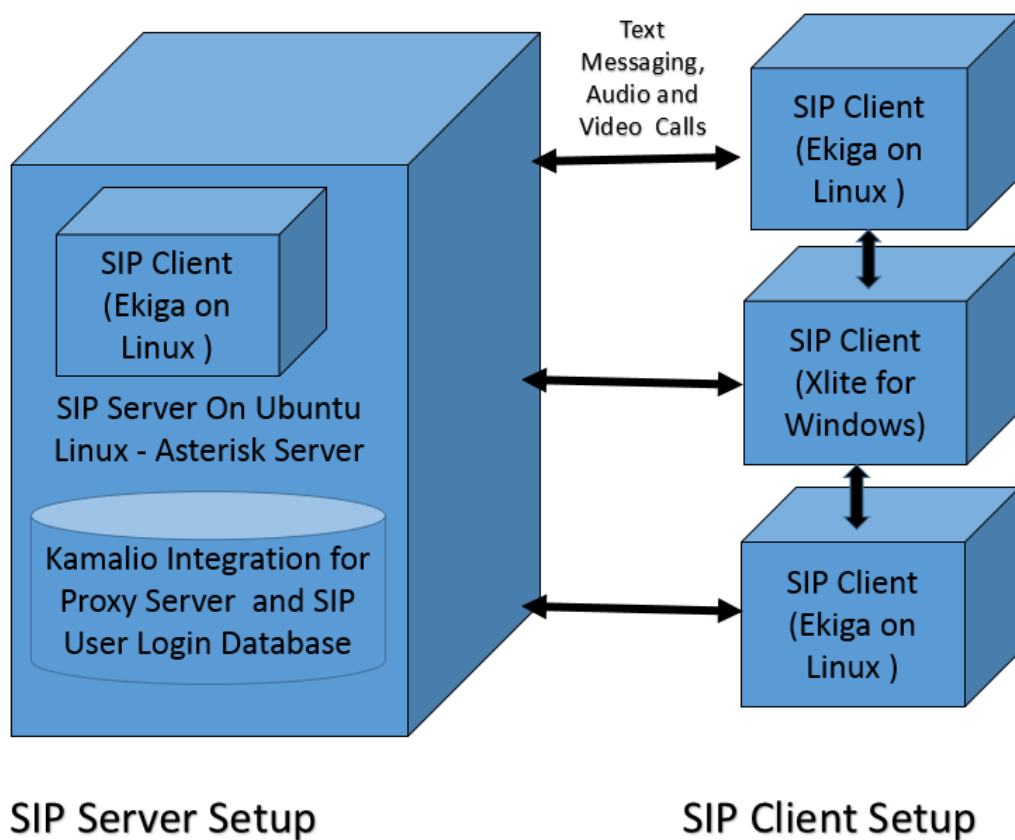 Text
Messaging,
Audio and
Video Calls
SIP Client
(Ekiga on
Linux )
SIP Client
(Ekiga on
Linux )
SIP Server On Ubuntu
Linux - Asterisk Server
Kamalio Integration for
Proxy Server and SIP
User Login Database
SIP Client
(Xlite for
Windows)
SIP Client
(Ekiga on
Linux )
SIP Server Setup
SIP Client Setup